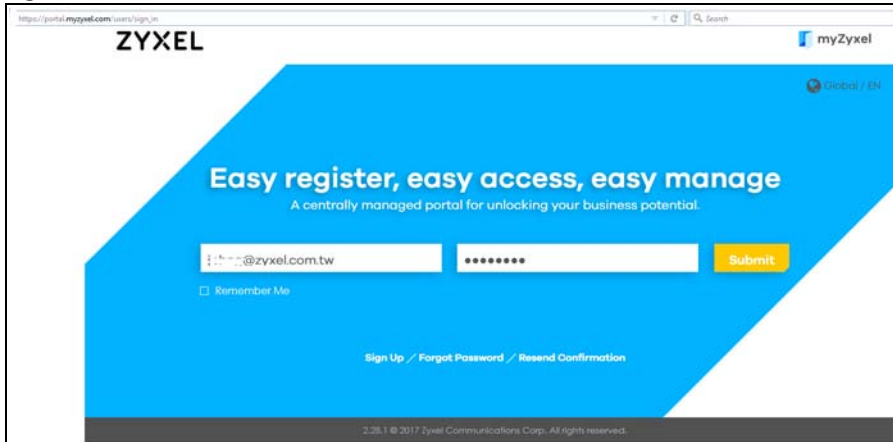 https://portal.myzyxel.com/users/sign_in
Search
ZYXEL
myZyxel
Global / EN
Easy register, easy access, easy manage
A centrally managed portal for unlocking your business potential.
@zyxel.com.tw
••••••••
Submit
Remember Me
Sign Up / Forgot Password / Resend Confirmation
2.28.1 © 2017 Zyxel Communications Corp. All rights reserved.